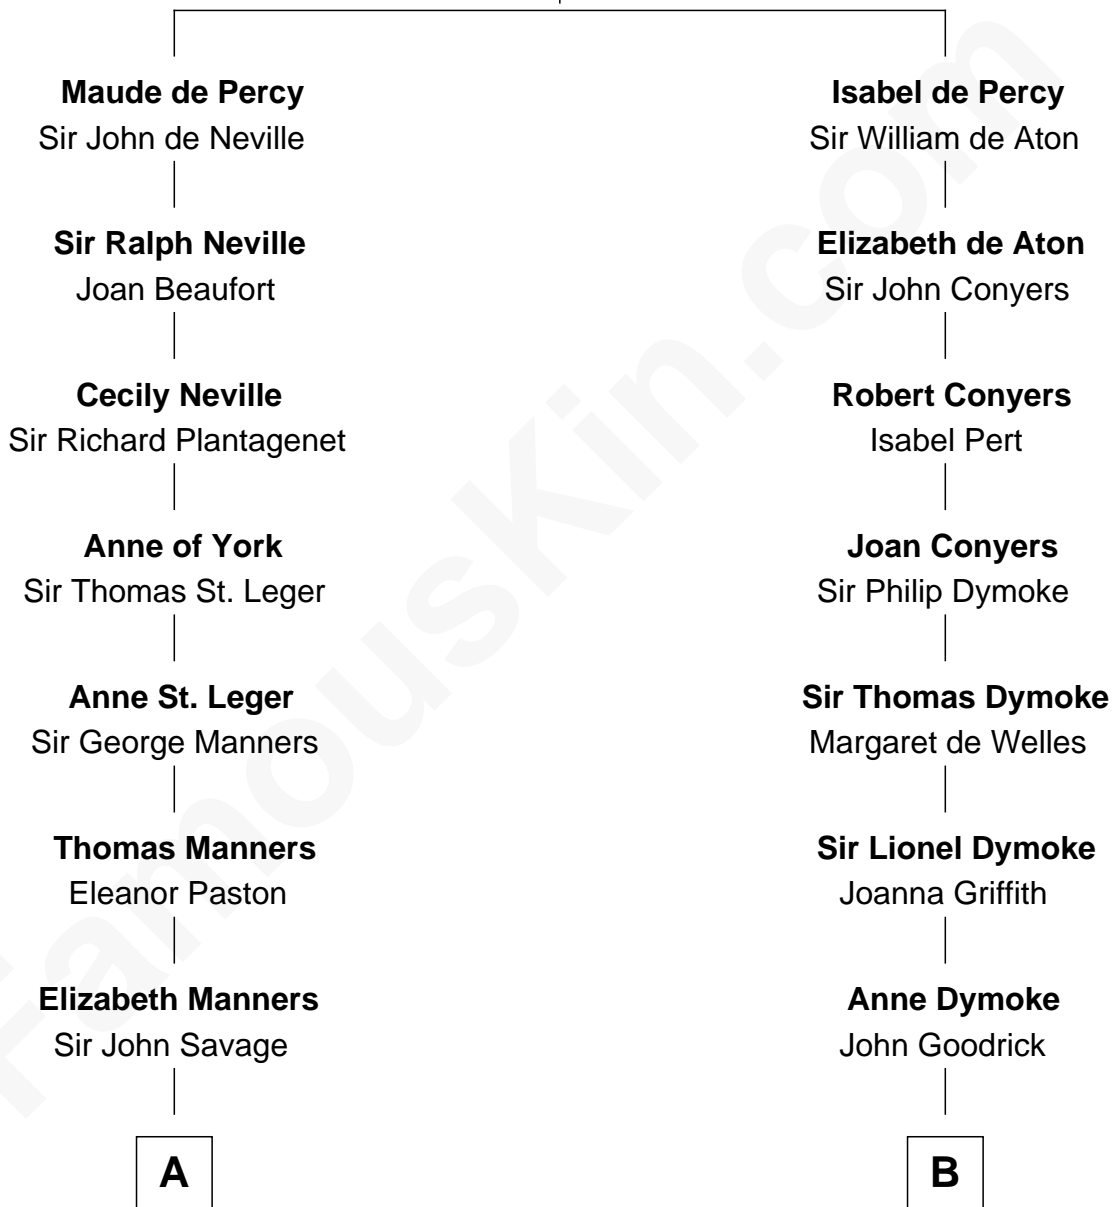 Maude de Percy
Sir John de Neville
Sir Ralph Neville
Joan Beaufort
Cecily Neville
Sir Richard Plantagenet
Anne of York
Sir Thomas St. Leger
Anne St. Leger
Sir George Manners
Thomas Manners
Eleanor Paston
Elizabeth Manners
Sir John Savage
A
Isabel de Percy
Sir William de Aton
Elizabeth de Aton
Sir John Conyers
Robert Conyers
Isabel Pert
Joan Conyers
Sir Philip Dymoke
Sir Thomas Dymoke
Margaret de Welles
Sir Lionel Dymoke
Joanna Griffith
Anne Dymoke
John Goodrick
B
FamousKin.com